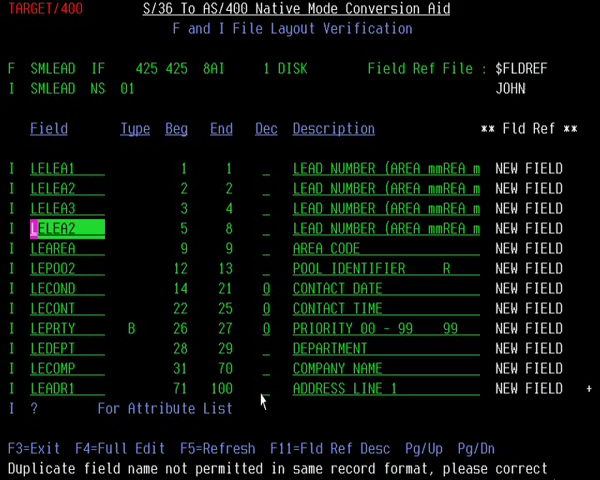 TARGET/400 S/36 To AS/400 Native Mode Conversion Aid
F and I File Layout Verification
F SMLEAD IF 425 425 8AI 1 DISK Field Ref File : $FLDREF
I SMLEAD NS 01 JOHN
Field Type Beg End Dec Description ** Fld Ref **
I LELEA1 1 1 _ LEAD NUMBER (AREA mmREA m NEW FIELD
I LELEA2 2 2 _ LEAD NUMBER (AREA mmREA m NEW FIELD
I LELEA3 3 4 _ LEAD NUMBER (AREA mmREA m NEW FIELD
I LELEA2 5 8 _ LEAD NUMBER (AREA mmREA m NEW FIELD
I LEAREA 9 9 _ AREA CODE NEW FIELD
I LEPOO2 12 13 _ POOL IDENTIFIER R NEW FIELD
I LECOND 14 21 0 CONTACT DATE NEW FIELD
I LECONT 22 25 0 CONTACT TIME NEW FIELD
I LEPRTY B 26 27 0 PRIORITY 00 - 99 99 NEW FIELD
I LEDEPT 28 29 _ DEPARTMENT NEW FIELD
I LECOMP 31 70 _ COMPANY NAME NEW FIELD
I LEADR1 71 100 _ ADDRESS LINE 1 NEW FIELD +
I ? For Attribute List
F3=Exit F4=Full Edit F5=Refresh F11=Fld Ref Desc Pg/Up Pg/Dn
Duplicate field name not permitted in same record format, please correct